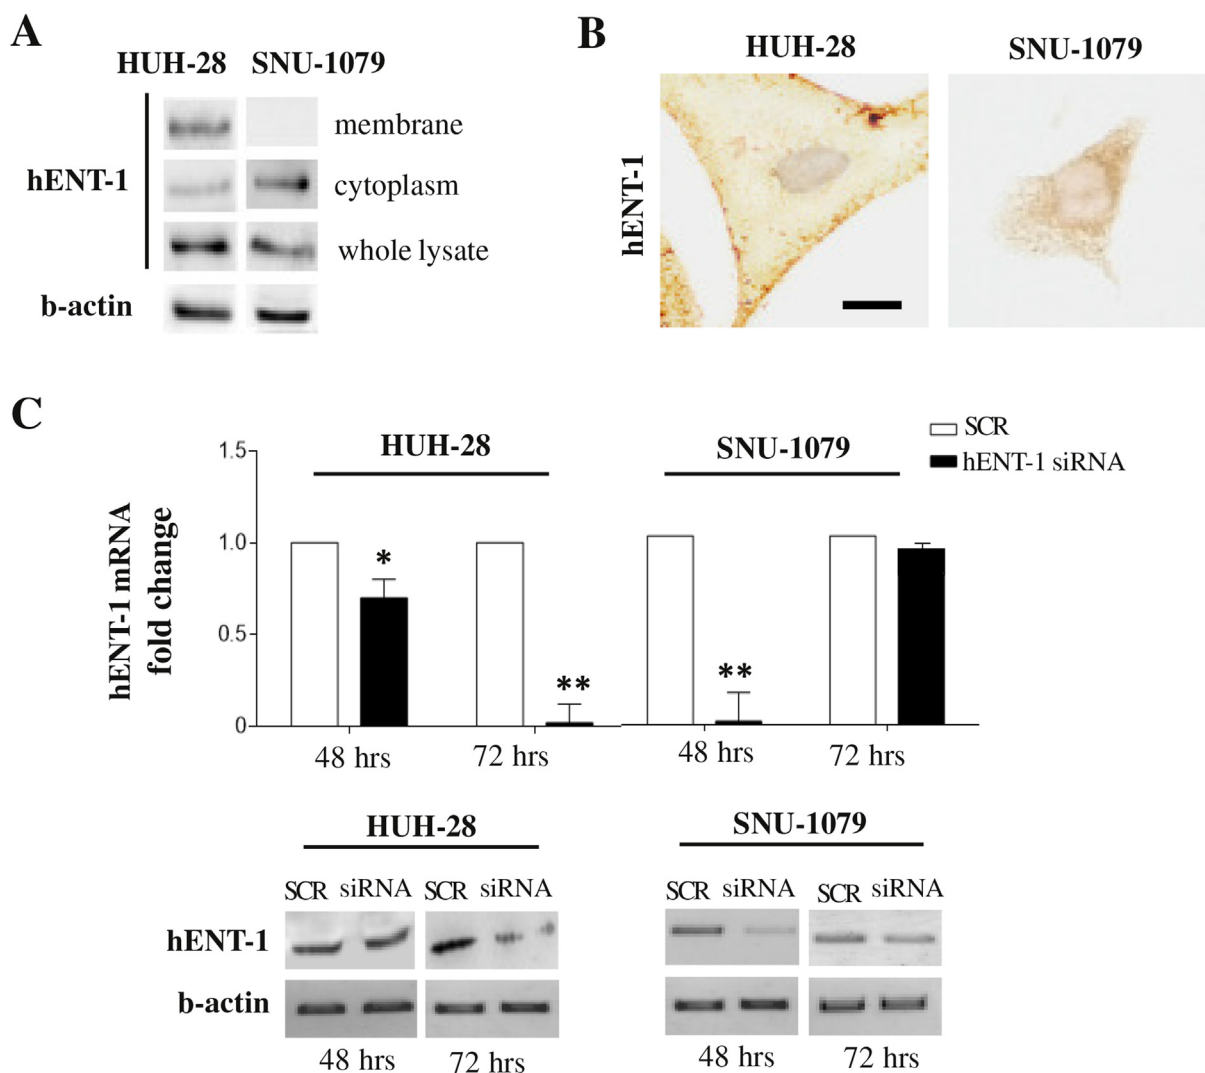 A
HUH-28 SNU-1079
hENT-1
membrane
cytoplasm
whole lysate
b-actin
B
HUH-28 SNU-1079
hENT-1
C
HUH-28 SNU-1079
SCR
hENT-1 siRNA
hENT-1 mRNA
fold change
1.5
1.0
0.5
0
*
**
**
48 hrs 72 hrs 48 hrs 72 hrs
HUH-28 SNU-1079
SCR siRNA SCR siRNA SCR siRNA SCR siRNA
hENT-1
b-actin
48 hrs 72 hrs 48 hrs 72 hrs